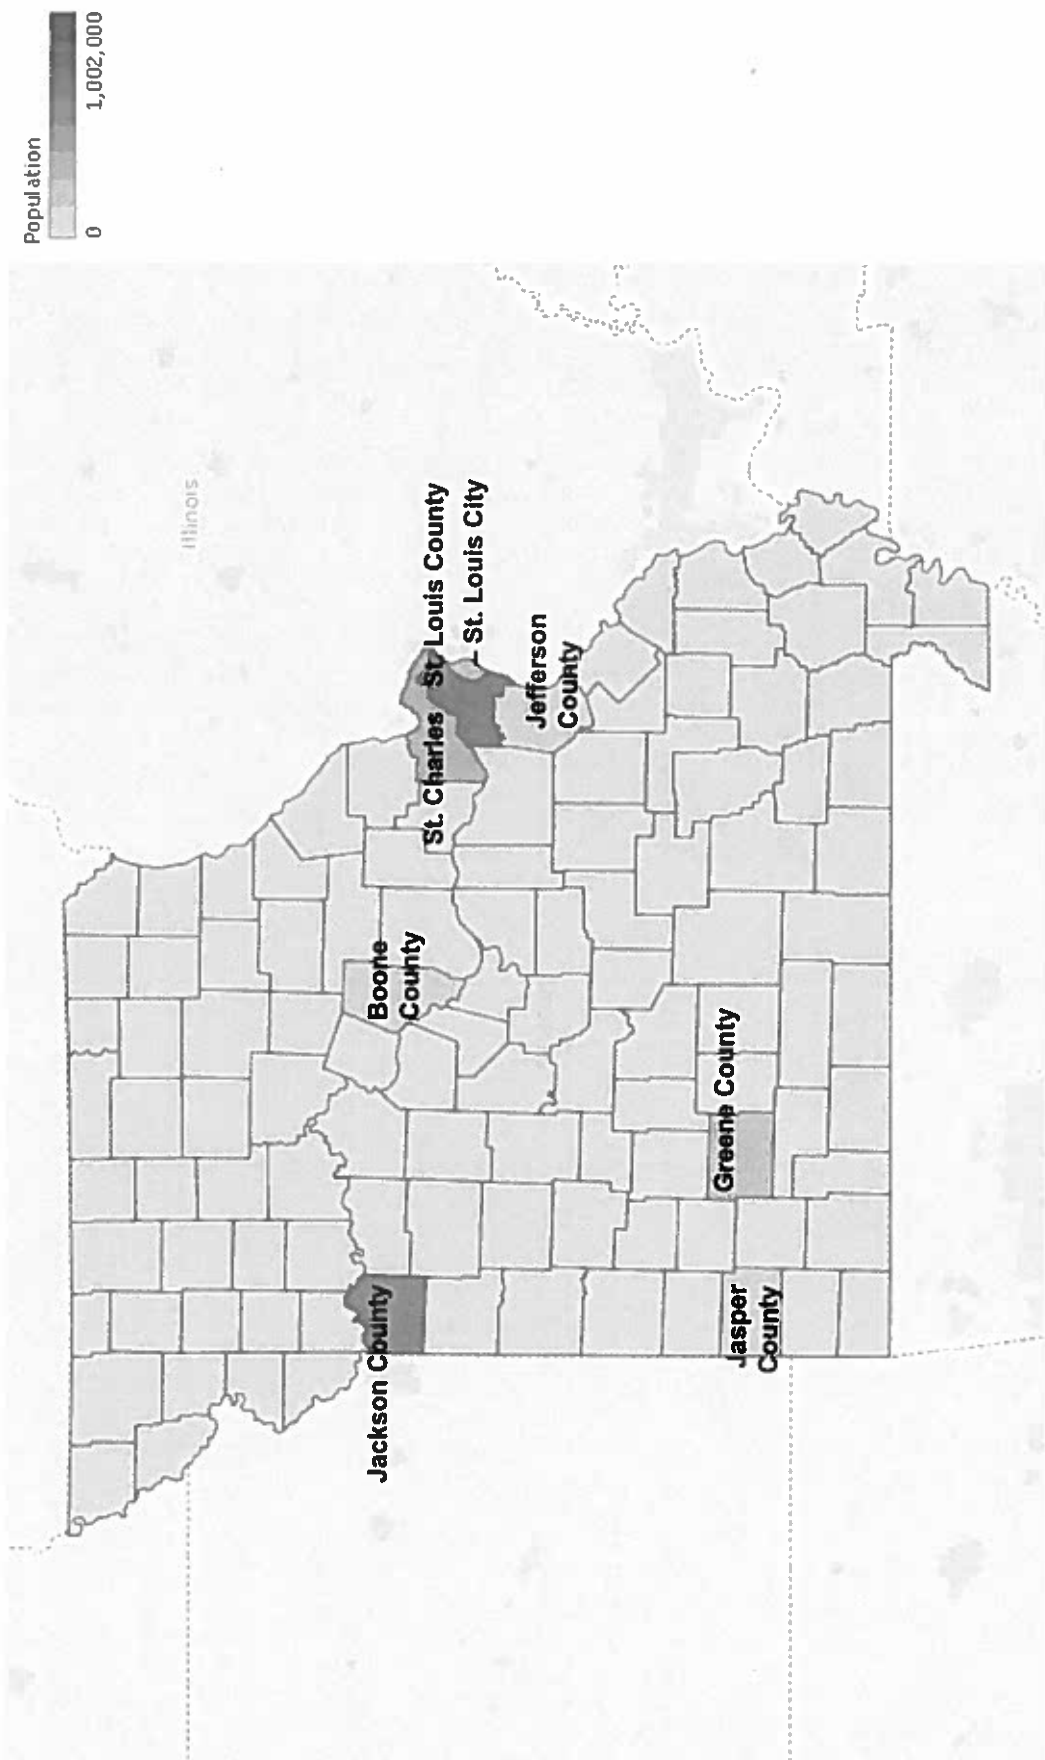 Population
0 1,002,000
Illinois
St. Charles St. Louis County
St. Louis City
Jefferson
County
Boone
County
Jackson County
Greene County
Jasper
County